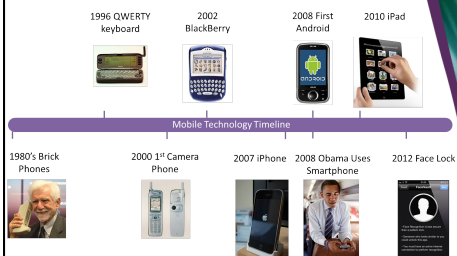 1996 QWERTY
keyboard
2002
BlackBerry
2008 First
Android
2010 iPad
ANDROID
Mobile Technology Timeline
1980's Brick
Phones
2000 1st Camera
Phone
2007 iPhone
2008 Obama Uses
Smartphone
2012 Face Lock